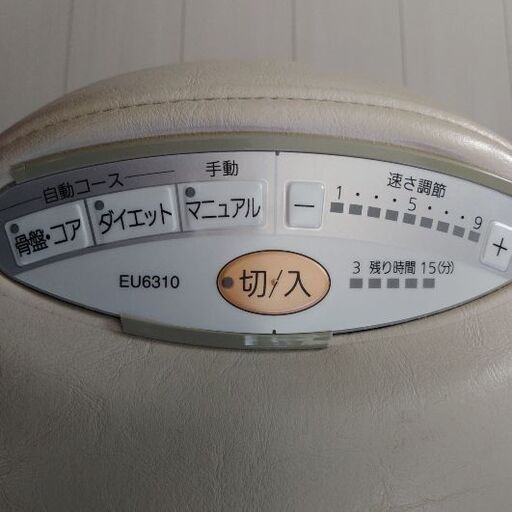 自動コース
手動
骨盤・コア
ダイエット
マニュアル
速さ調節
－
1・・・5・・・9
＋
EU6310
切/入
3 残り時間 15(分)